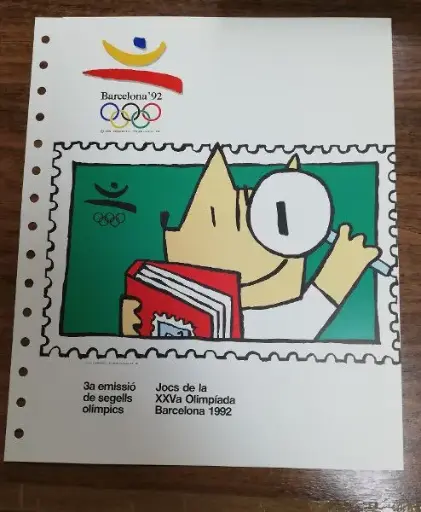 Barcelona'92
3a emissió
de segells
olímpics
Jocs de la
XXVa Olimpíada
Barcelona 1992